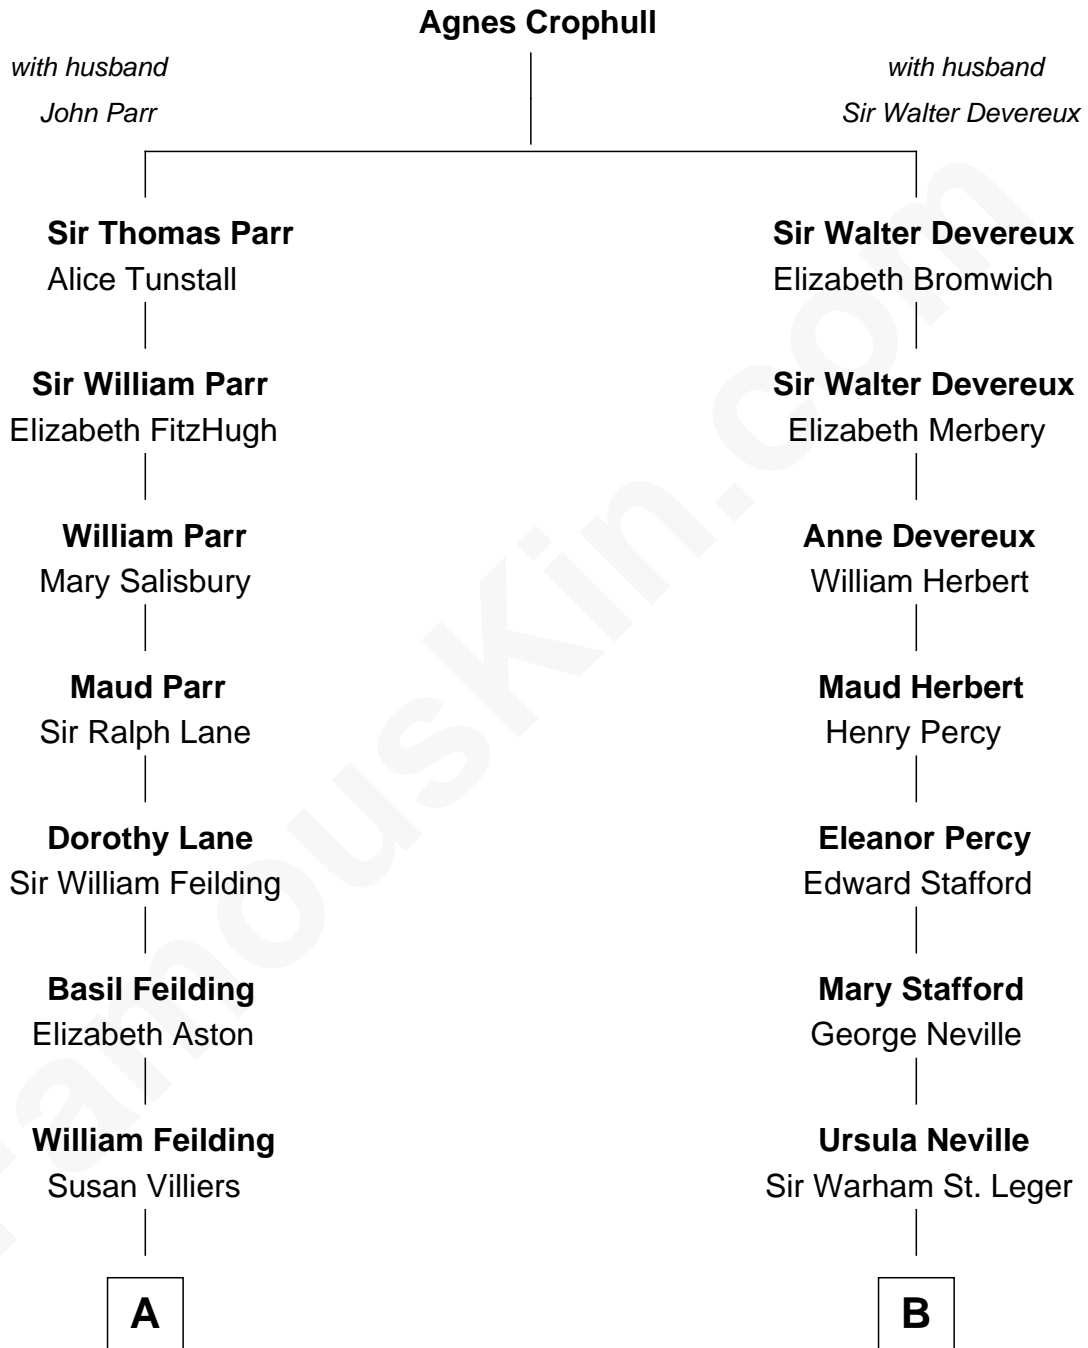 Agnes Crophull
with husband
John Parr
with husband
Sir Walter Devereux
Sir Thomas Parr
Alice Tunstall
Sir Walter Devereux
Elizabeth Bromwich
Sir William Parr
Elizabeth FitzHugh
Sir Walter Devereux
Elizabeth Merbery
William Parr
Mary Salisbury
Anne Devereux
William Herbert
Maud Parr
Sir Ralph Lane
Maud Herbert
Henry Percy
Dorothy Lane
Sir William Feilding
Eleanor Percy
Edward Stafford
Basil Feilding
Elizabeth Aston
Mary Stafford
George Neville
William Feilding
Susan Villiers
Ursula Neville
Sir Warham St. Leger
A
B
FamousKin.com